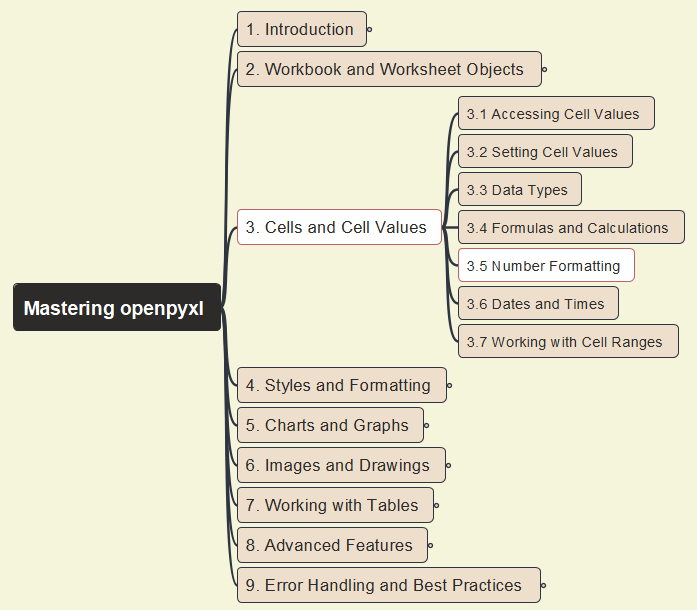 Mastering openpyxl
1. Introduction
2. Workbook and Worksheet Objects
3. Cells and Cell Values
3.1 Accessing Cell Values
3.2 Setting Cell Values
3.3 Data Types
3.4 Formulas and Calculations
3.5 Number Formatting
3.6 Dates and Times
3.7 Working with Cell Ranges
4. Styles and Formatting
5. Charts and Graphs
6. Images and Drawings
7. Working with Tables
8. Advanced Features
9. Error Handling and Best Practices